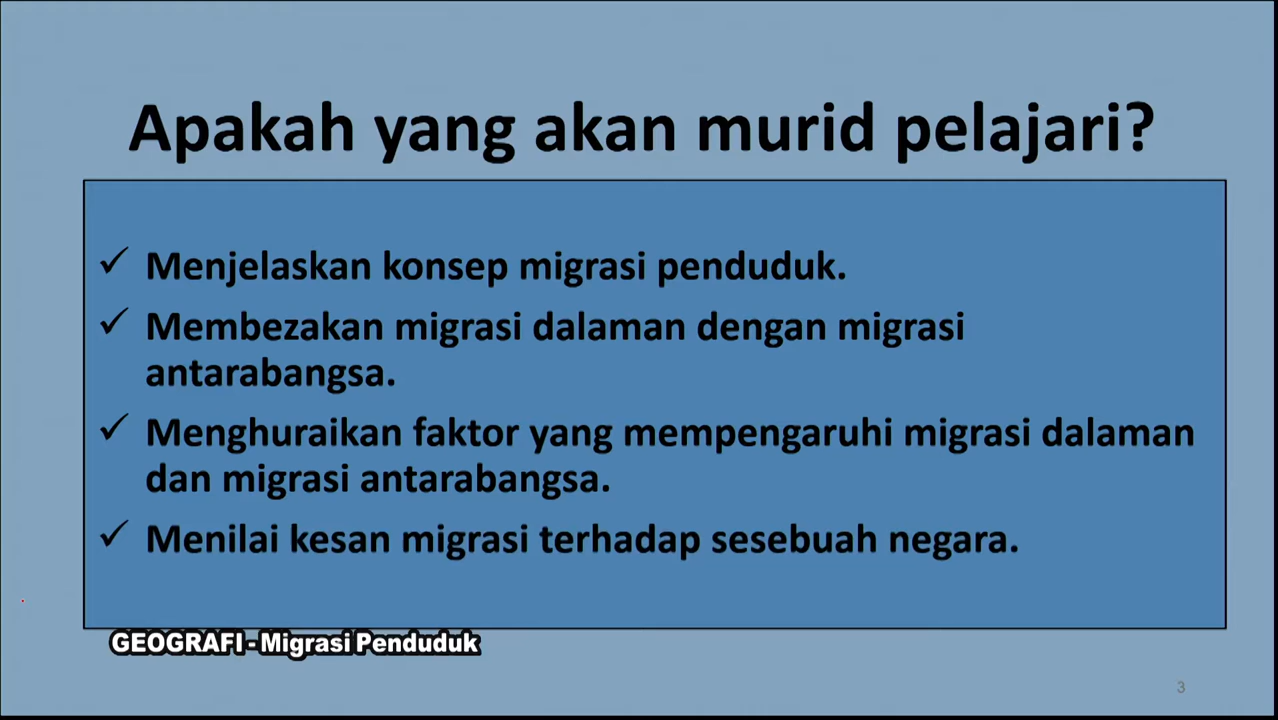 Apakah yang akan murid pelajari?
✓ Menjelaskan konsep migrasi penduduk.
✓ Membezakan migrasi dalaman dengan migrasi
antarabangsa.
✓ Menghuraikan faktor yang mempengaruhi migrasi dalaman
dan migrasi antarabangsa.
✓ Menilai kesan migrasi terhadap sesebuah negara.
GEOGRAFI - Migrasi Penduduk
3